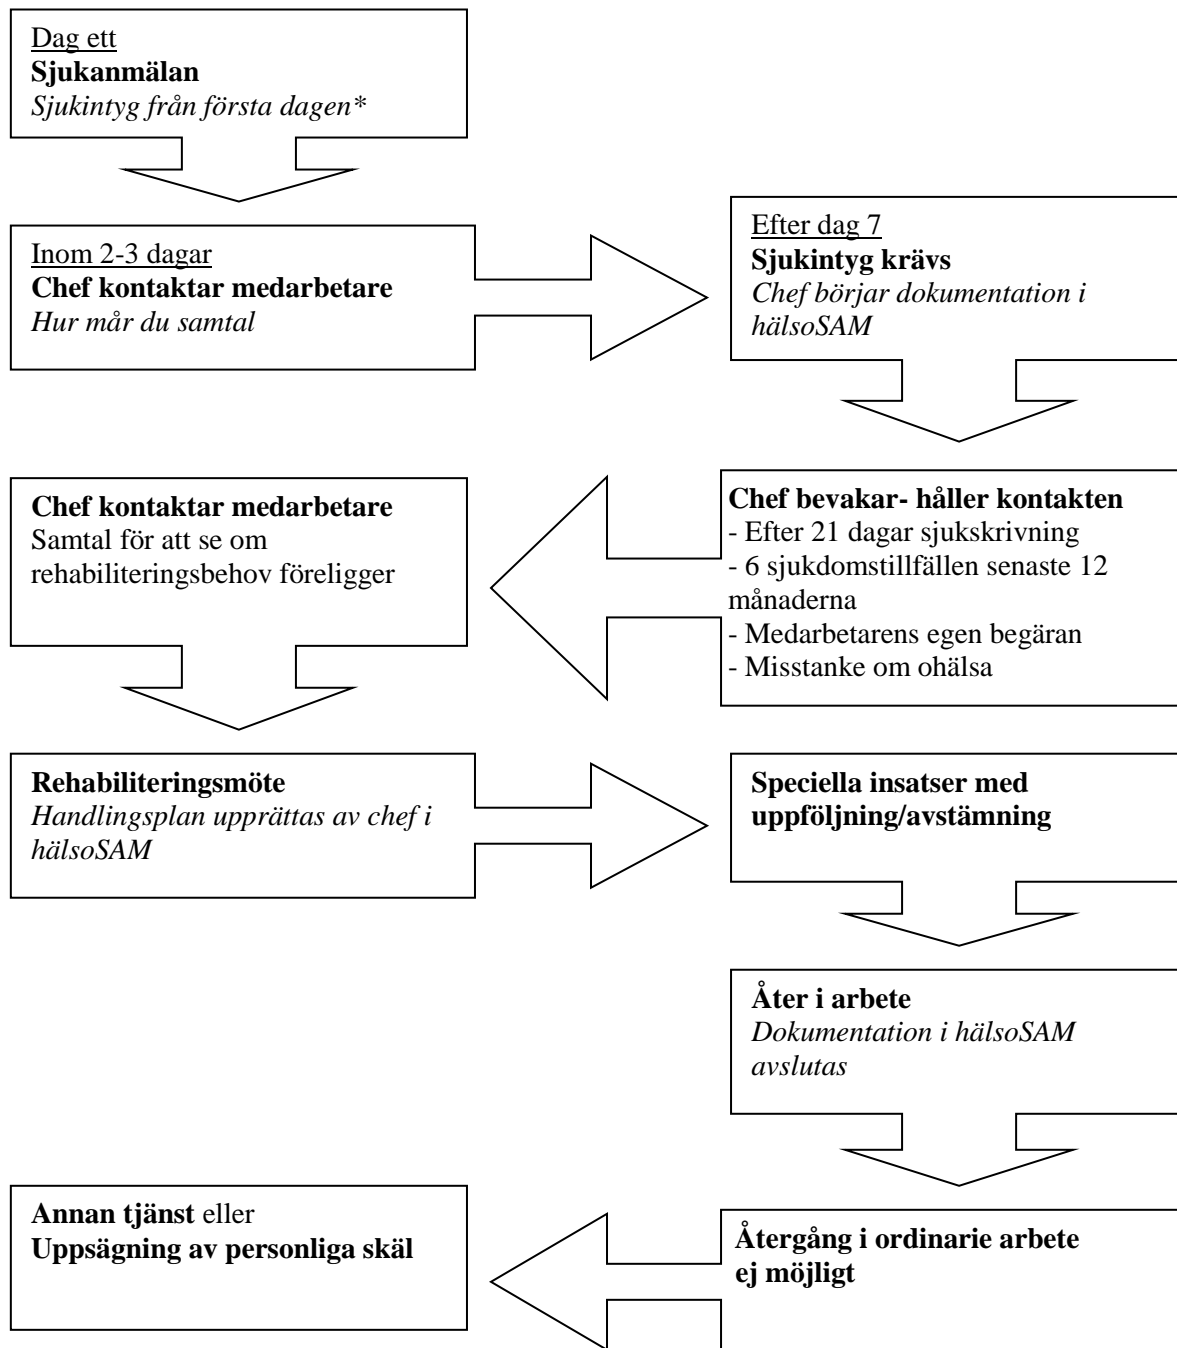 Dag ett
Sjukanmälan
Sjukintyg från första dagen*
Inom 2-3 dagar
Chef kontaktar medarbetare
Hur mår du samtal
Efter dag 7
Sjukintyg krävs
Chef börjar dokumentation i
hälsoSAM
Chef bevakar- håller kontakten
- Efter 21 dagar sjukskrivning
- 6 sjukdomstillfällen senaste 12
månaderna
- Medarbetarens egen begäran
- Misstanke om ohälsa
Chef kontaktar medarbetare
Samtal för att se om
rehabiliteringsbehov föreligger
Rehabiliteringsmöte
Handlingsplan upprättas av chef i
hälsoSAM
Speciella insatser med
uppföljning/avstämning
Åter i arbete
Dokumentation i hälsoSAM
avslutas
Återgång i ordinarie arbete
ej möjligt
Annan tjänst eller
Uppsägning av personliga skäl